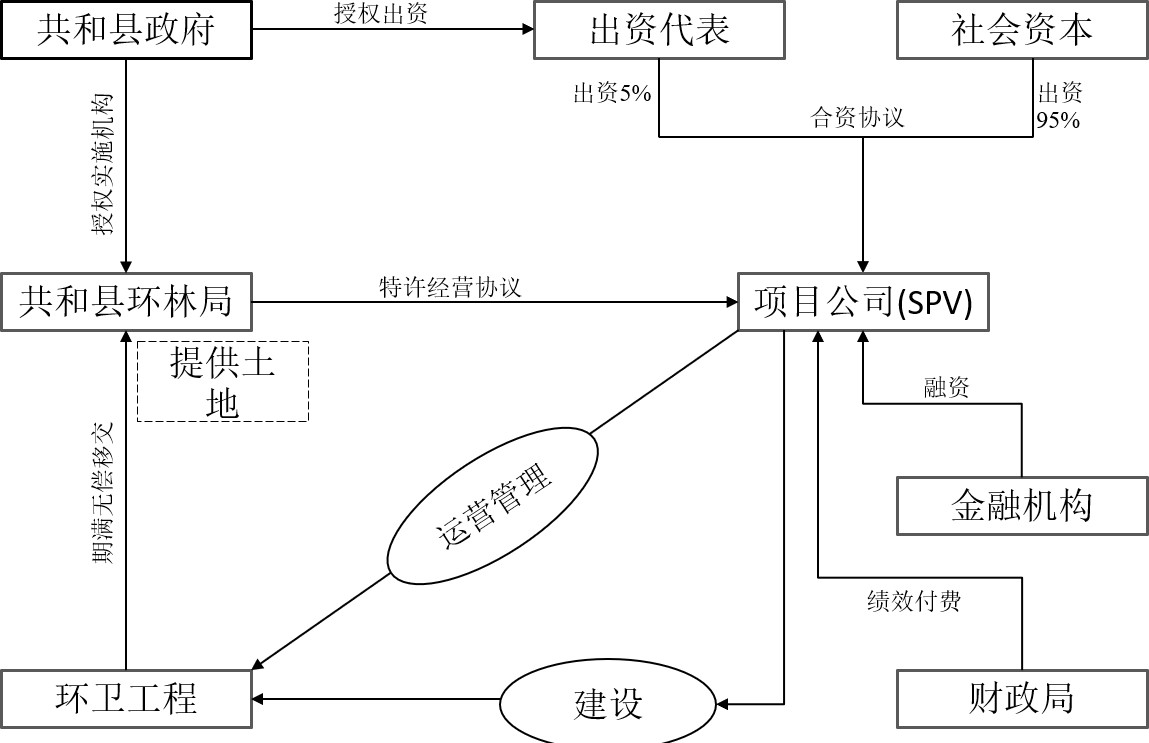 共和县政府
授权出资
出资代表
社会资本
出资5%
出资
95%
合资协议
授权实施机构
共和县环林局
特许经营协议
项目公司(SPV)
提供土
地
融资
期满无偿移交
运营管理
金融机构
绩效付费
环卫工程
建设
财政局